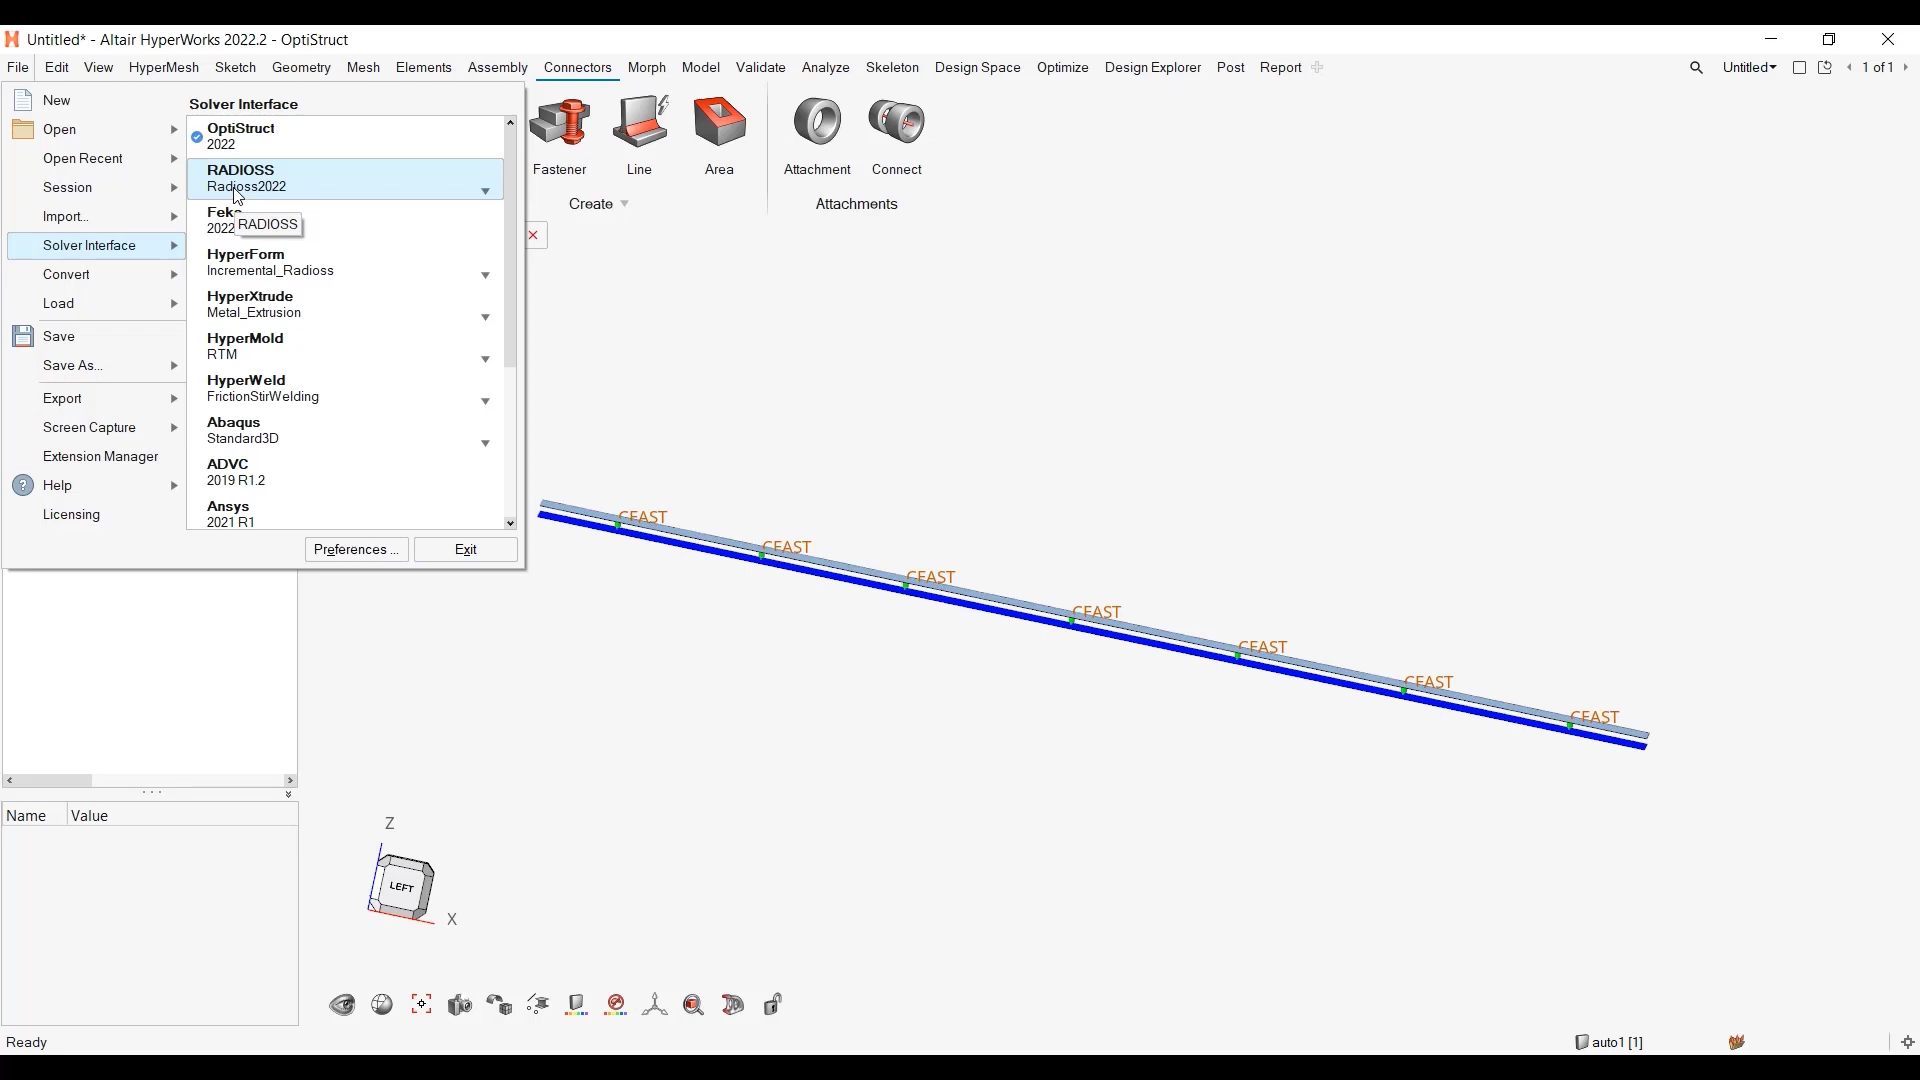 Untitled* - Altair HyperWorks 2022.2 - OptiStruct
File Edit View HyperMesh Sketch Geometry Mesh Elements Assembly Connectors Morph Model Validate Analyze Skeleton Design Space Optimize Design Explorer Post Report Untitled 1 of 1
New
Open
Open Recent
Session
Import...
Solver Interface
Convert
Load
Save
Save As...
Export
Screen Capture
Extension Manager
Help
Licensing
Solver Interface
OptiStruct
2022
RADIOSS
Radioss2022
Feko
2022
RADIOSS
HyperForm
Incremental_Radioss
HyperXtrude
Metal_Extrusion
HyperMold
RTM
HyperWeld
FrictionStirWelding
Abaqus
Standard3D
ADVC
2019 R1.2
Ansys
2021 R1
Preferences ... Exit
Fastener Line Area Attachment Connect
Create Attachments
CFAST
CFAST
CFAST
CFAST
CFAST
CFAST
CFAST
Name Value
Z
LEFT
X
Ready auto1 [1]